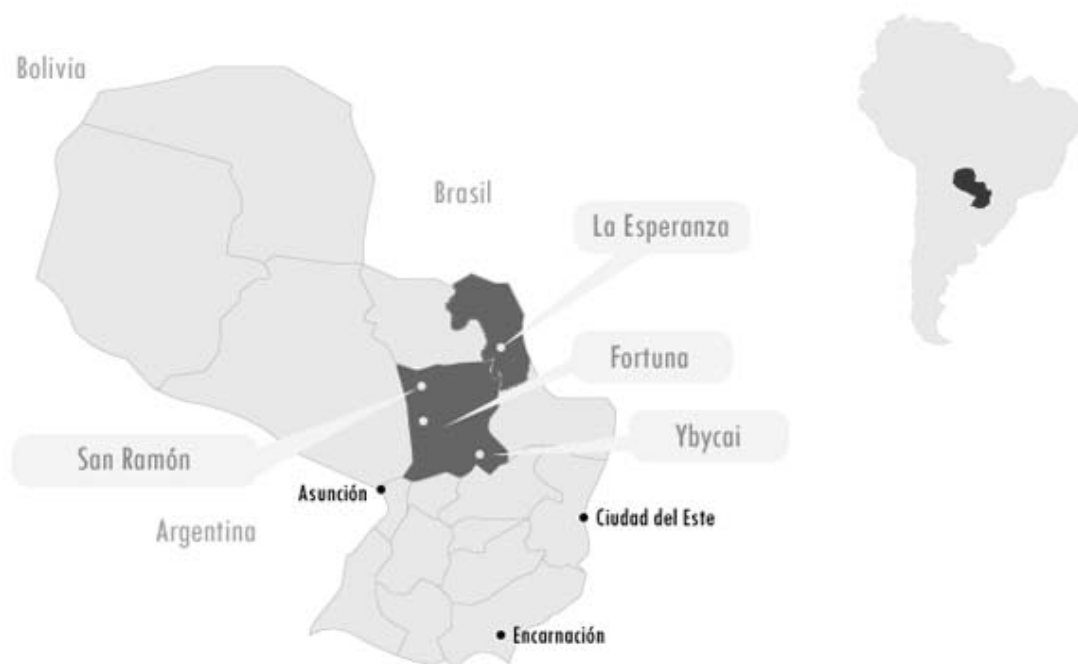 Bolivia
Brasil
La Esperanza
Fortuna
Ybycai
San Ramón
Asunción
Argentina
Ciudad del Este
Encarnación